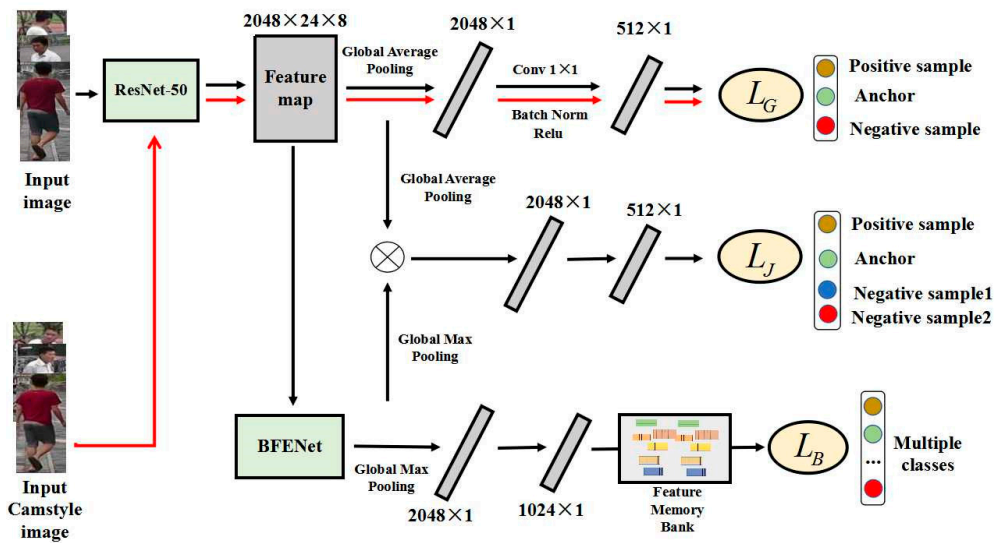 2048×24×8
2048×1
512×1
Global Average
Pooling
Conv 1×1
Positive sample
ResNet-50
Feature
map
L_G
Anchor
Batch Norm
Relu
Negative sample
Input
image
Global Average
Pooling
2048×1
512×1
Positive sample
L_J
Anchor
Negative sample1
Negative sample2
Global Max
Pooling
BFENet
Global Max
Pooling
2048×1
1024×1
Feature
Memory
Bank
L_B
Multiple
classes
...
Input
Camstyle
image